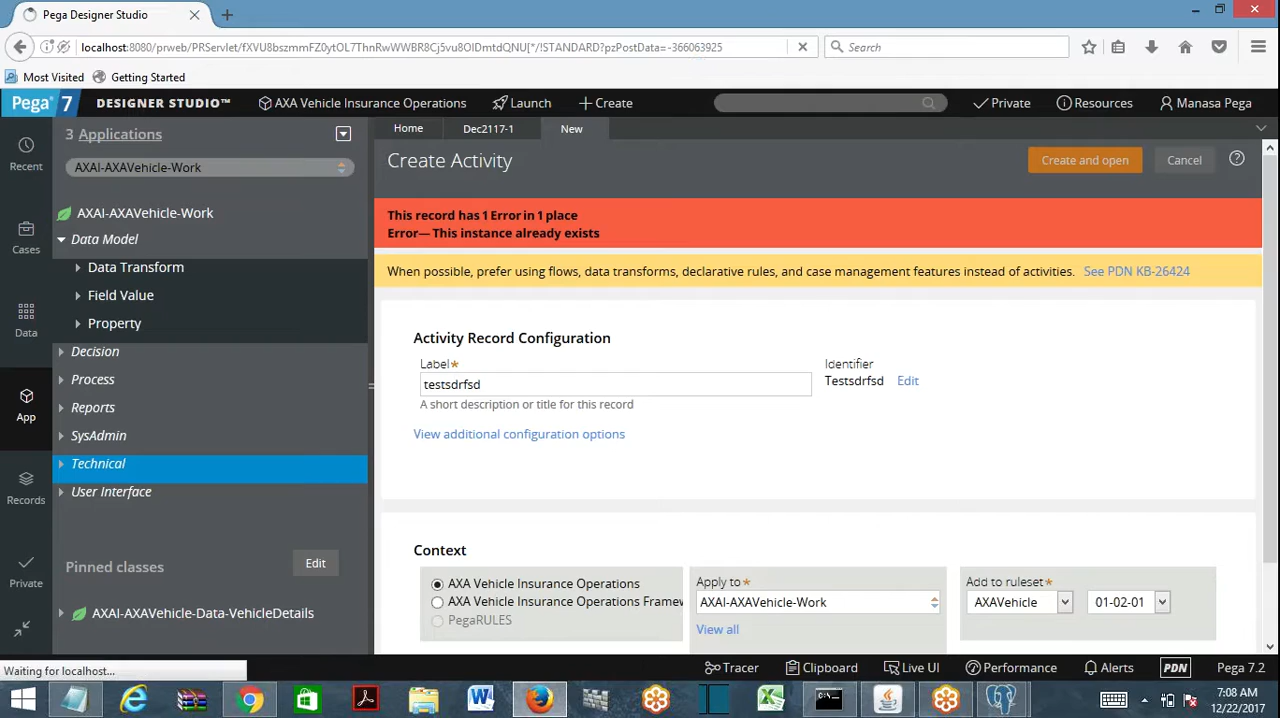 Pega Designer Studio
localhost:8080/prweb/PRServlet/fXVU8bszmmFZ0ytOL7ThnRwWWBR8Cj5vu8OIDmtdQNU[*/!STANDARD?pzPostData=-366063925
Search
Most Visited
Getting Started
Pega 7
DESIGNER STUDIO™
AXA Vehicle Insurance Operations
Launch
Create
Private
Resources
Manasa Pega
Recent
Cases
Data
App
Records
Private
3 Applications
AXAI-AXAVehicle-Work
AXAI-AXAVehicle-Work
Data Model
Data Transform
Field Value
Property
Decision
Process
Reports
SysAdmin
Technical
User Interface
Pinned classes
Edit
AXAI-AXAVehicle-Data-VehicleDetails
Home
Dec2117-1
New
Create Activity
Create and open
Cancel
This record has 1 Error in 1 place
Error— This instance already exists
When possible, prefer using flows, data transforms, declarative rules, and case management features instead of activities. See PDN KB-26424
Activity Record Configuration
Label*
testsdrfsd
A short description or title for this record
Identifier
Testsdrfsd Edit
View additional configuration options
Context
AXA Vehicle Insurance Operations
AXA Vehicle Insurance Operations Framew
PegaRULES
Apply to*
AXAI-AXAVehicle-Work
View all
Add to ruleset*
AXAVehicle
01-02-01
Waiting for localhost...
Tracer
Clipboard
Live UI
Performance
Alerts
PDN
Pega 7.2
7:08 AM
12/22/2017